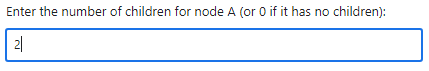 Enter the number of children for node A (or 0 if it has no children):
2